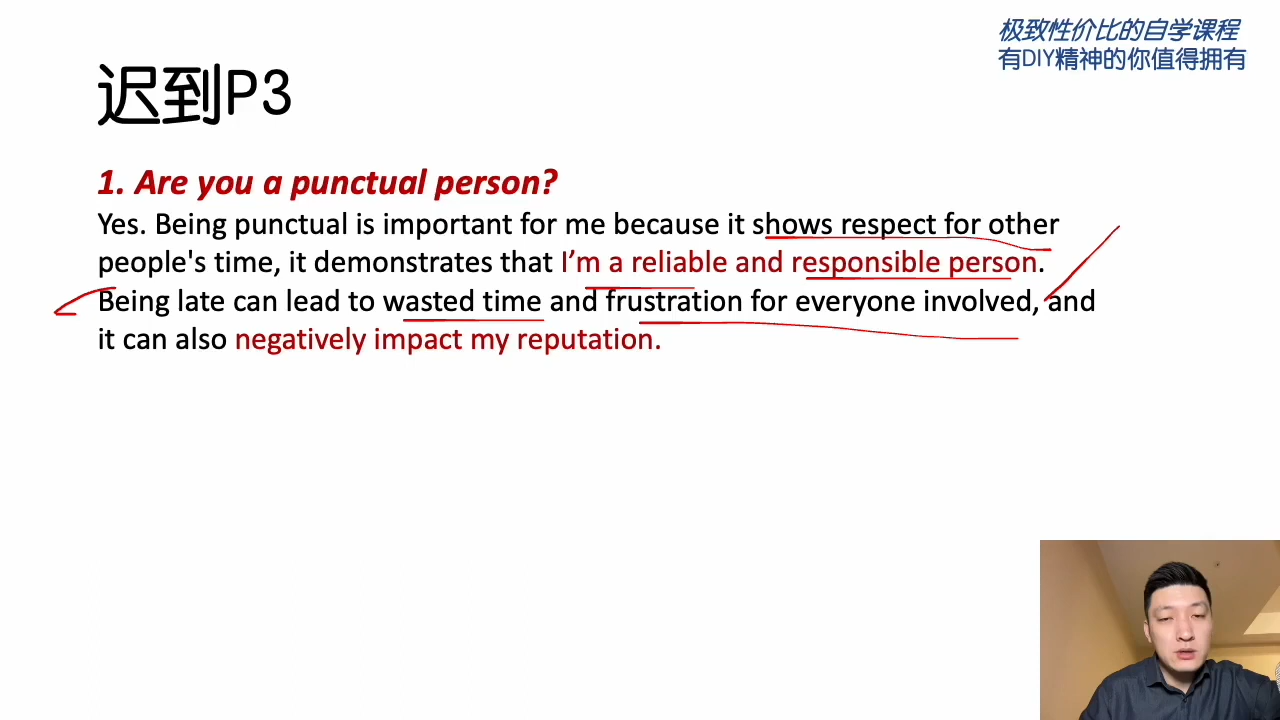 极致性价比的自学课程
有DIY精神的你值得拥有
迟到P3
1. Are you a punctual person?
Yes. Being punctual is important for me because it shows respect for other
people's time, it demonstrates that I’m a reliable and responsible person.
Being late can lead to wasted time and frustration for everyone involved, and
it can also negatively impact my reputation.